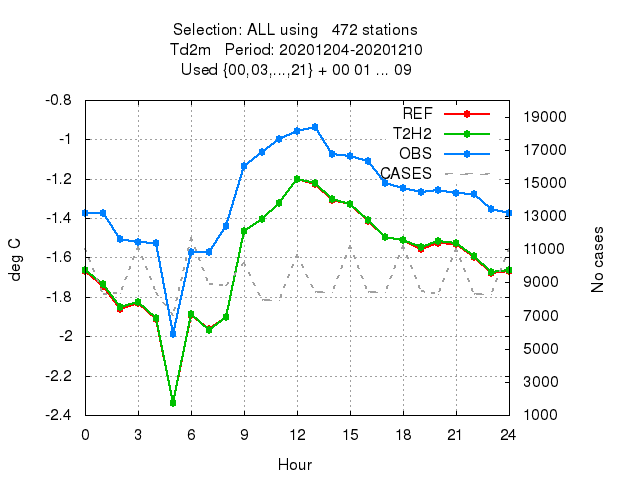 Selection: ALL using   472 stations
Td2m   Period: 20201204-20201210
Used {00,03,...,21} + 00 01 ... 09
REF
T2H2
OBS
CASES
-0.8
-1
-1.2
-1.4
-1.6
-1.8
-2
-2.2
-2.4
deg C
19000
17000
15000
13000
11000
9000
7000
5000
3000
1000
No cases
0 3 6 9 12 15 18 21 24
Hour